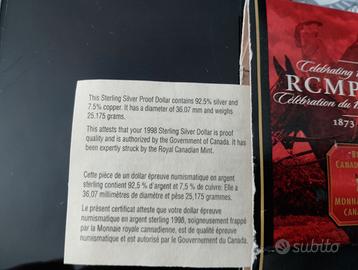 This Sterling Silver Proof Dollar contains 92.5% silver and
7.5% copper. It has a diameter of 36.07 mm and weighs
25.175 grams.
This attests that your 1998 Sterling Silver Dollar is proof
quality and is authorized by the Government of Canada. It has
been expertly struck by the Royal Canadian Mint.
Cette pièce de un dollar épreuve numismatique en argent
sterling contient 92,5 % d'argent et 7,5 % de cuivre. Elle a
36,07 millimètres de diamètre et pèse 25,175 grammes.
Le présent certificat atteste que votre dollar épreuve
numismatique en argent sterling 1998, soigneusement frappé
par la Monnaie royale cannadienne, est de qualité épreuve
et est autorisé par le Gouvernement du Canada.
Celebrating
RCMP
Célébration du
1873
CANAD
MONNA
CANA
subito